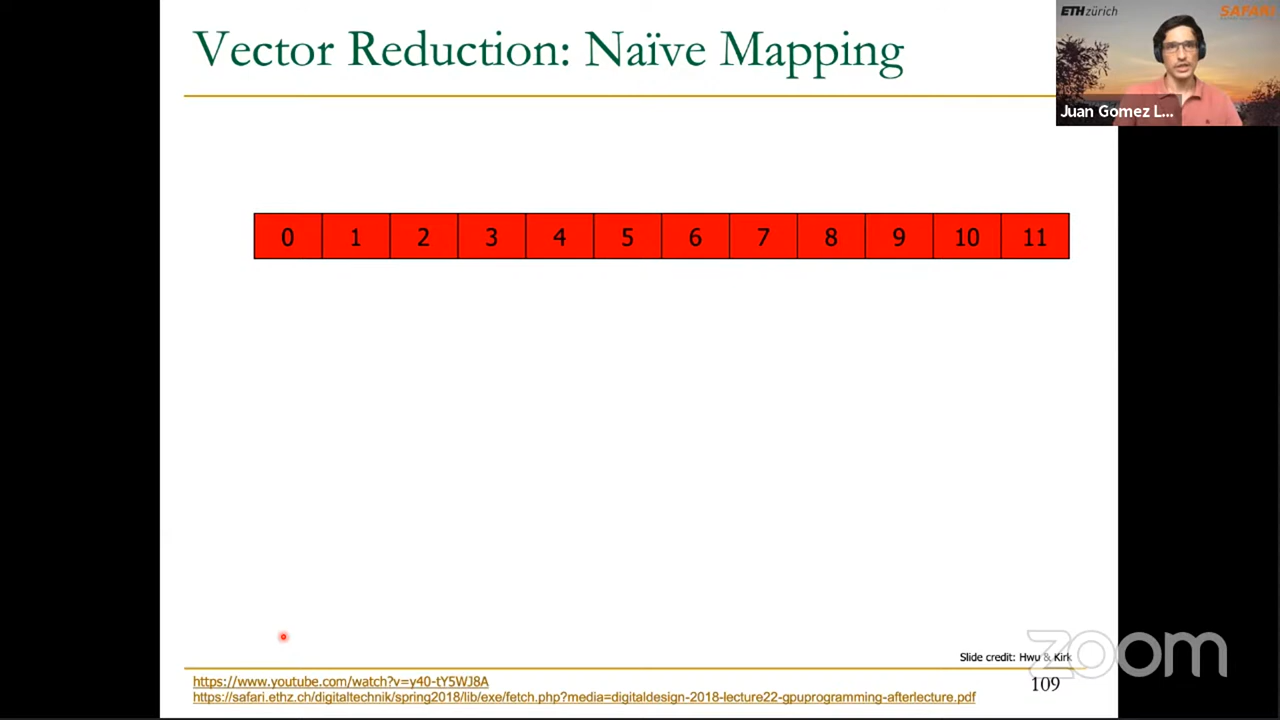 Vector Reduction: Naïve Mapping
ETH zürich
SAFARI
Juan Gomez L...
0 1 2 3 4 5 6 7 8 9 10 11
Slide credit: Hwu & Kirk
zoom
https://www.youtube.com/watch?v=y40-tY5WJ8A
https://safari.ethz.ch/digitaltechnik/spring2018/lib/exe/fetch.php?media=digitaldesign-2018-lecture22-gpuprogramming-afterlecture.pdf
109